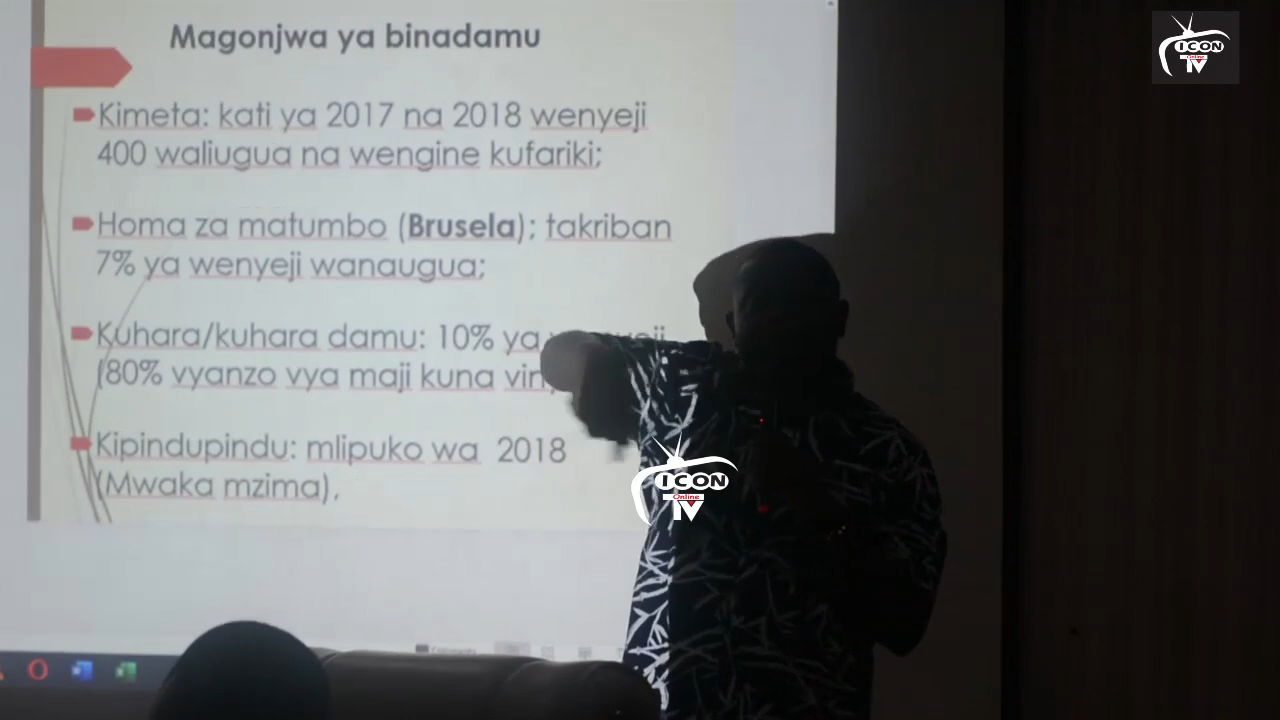 Magonjwa ya binadamu
Kimeta: kati ya 2017 na 2018 wenyeji
400 waliugua na wengine kufariki;
Homa za matumbo (Brusela); takriban
7% ya wenyeji wanaugua;
Kuhara/kuhara damu: 10% ya
(80% vyanzo vya maji kuna
Kipindupindu: mlipuko wa 2018
(Mwaka mzima).
ICON
Online
TV
ICON
Online
TV